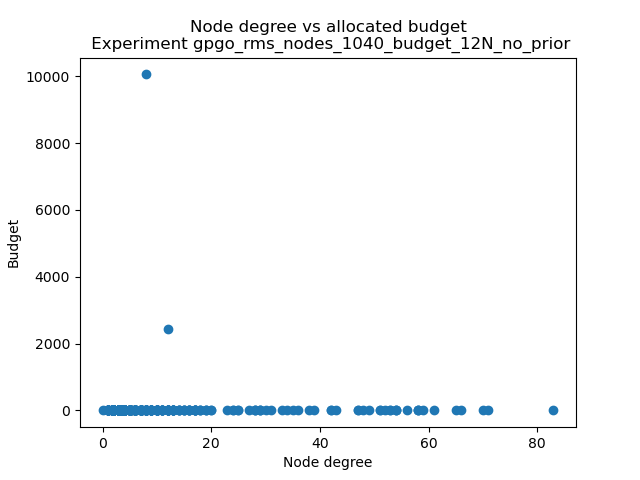 Node degree vs allocated budget
Experiment gpgo_rms_nodes_1040_budget_12N_no_prior
10000
8000
6000
4000
2000
0
Budget
0 20 40 60 80
Node degree